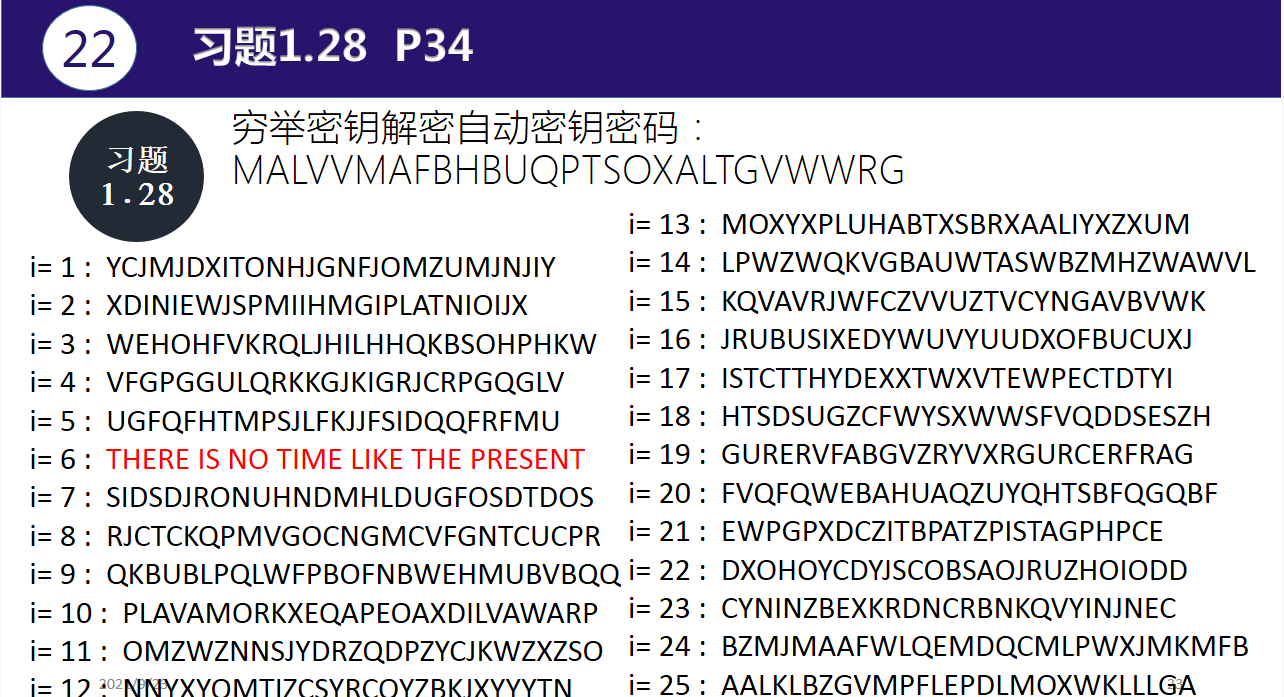 22
习题1.28 P34
习题
1.28
穷举密钥解密自动密钥密码：
MALVVMAFBHBUQPTSOXALTGVWWRG
i= 1 : YCJMJDXITONHJGNFJOMZUMJNJIY
i= 2 : XDINIEWJSPMIIHMGIPLATNIOIJX
i= 3 : WEHOHFVKRQLJHILHHQKBSOHPHKW
i= 4 : VFGPGGULQRKKGJKIGRJCRPGQGLV
i= 5 : UGFQFHTMPSJLFKJJFSIDQQFRFMU
i= 6 : THERE IS NO TIME LIKE THE PRESENT
i= 7 : SIDSDJRONUHNDMHLDUGFOSDTDOS
i= 8 : RJCTCKQPMVGOCNGMCVFGNTCUCPR
i= 9 : QKBUBLPQLWFPBOFNBWEHMUBVBQQ
i= 10 : PLAVAMORKXEQAPEOAXDILVAWARP
i= 11 : OMZWZNNSJYDRZQDPZYCJKWZXZSO
i= 12 : NNYXYOMTIZCSYRCQYZBKJXYYYTN
i= 13 : MOXYXPLUHABTXSBRXAALIYXZXUM
i= 14 : LPWZWQKVGBAUWTASWBZMHZWAWVL
i= 15 : KQVAVRJWFCZVVUZTVCYNGAVBVWK
i= 16 : JRUBUSIXEDYWUVYUUDXOFBUCUXJ
i= 17 : ISTCTTHYDEXXTWXVTEWPECTDTYI
i= 18 : HTSDSUGZCFWYSXWWSFVQDDSESZH
i= 19 : GURERVFABGVZRYVXRGURCERFRAG
i= 20 : FVQFQWEBAHUAQZUYQHTSBFQGQBF
i= 21 : EWPGPXDCZITBPATZPISTAGPHPCE
i= 22 : DXOHOYCDYJSCOBSAOJRUZHOIODD
i= 23 : CYNINZBEXKRDNCRBNKQVYINJNEC
i= 24 : BZMJMAAFWLQEMDQCMLPWXJMKMFB
i= 25 : AALKLBZGVMPFLEPDLMOXWKLLLGA
23